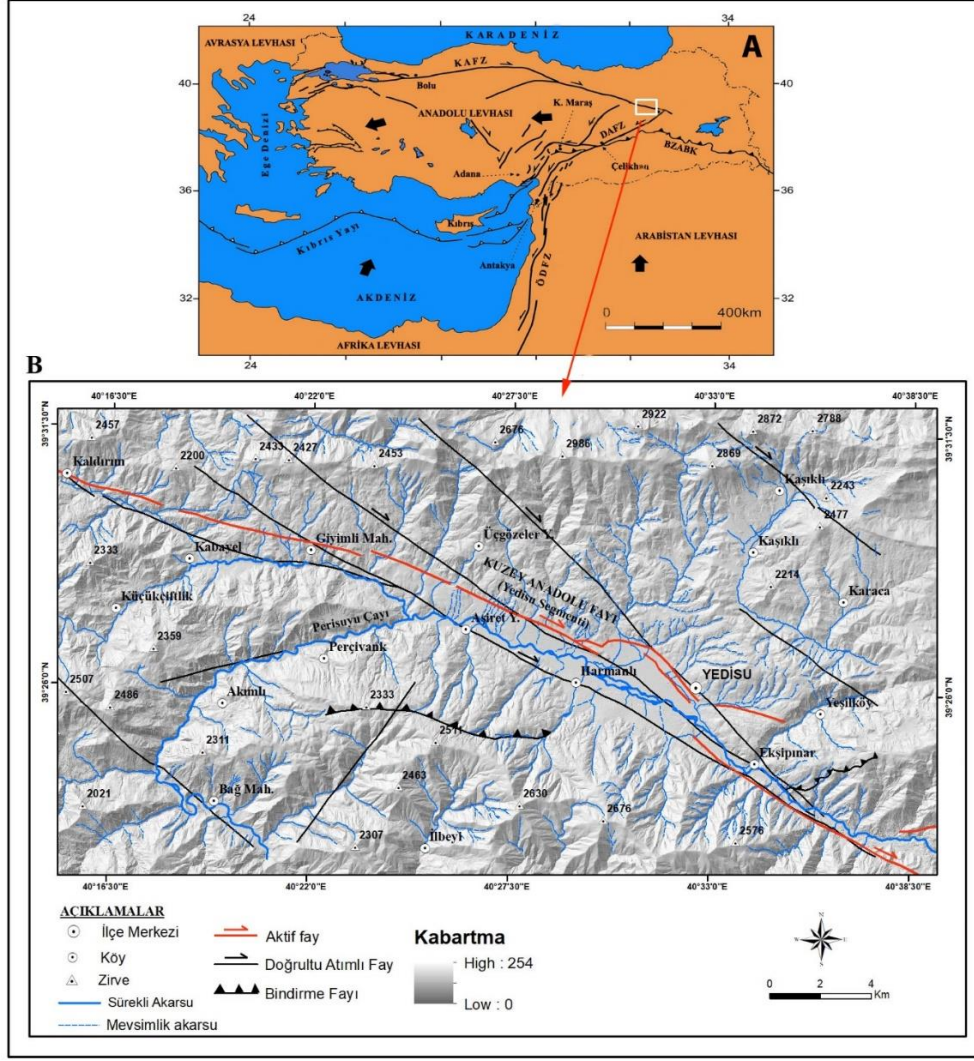 24
34
AVRASYA LEVHASI
KARADENİZ
A
40
40
KAFZ
Bolu
Ege Denizi
ANADOLU LEVHASI
K. Maraş
DAFZ
BZABK
Çelikhan
Adana
36
36
Kıbrıs
Kıbrıs Yayı
ARABİSTAN LEVHASI
Antakya
ÖDFZ
AKDENİZ
32
32
0
400km
AFRİKA LEVHASI
24
34
B
40°16'30"E
40°22'0"E
40°27'30"E
40°33'0"E
40°38'30"E
39°31'30"N
39°31'30"N
2457
2433
2427
2676
2922
2872
2788
Kaldırım
2200
2453
2986
2869
Kaşıklı
2243
2477
Giyimli Mah.
Üçgözeler Y.
2333
Kabayel
Kaşıklı
2214
KUZEY ANADOLU FAYI
(Yedisu Segmenti)
Küçükçiftlik
Karaca
Perisuyu Çayı
Aşiret Y.
2359
Perçivank
39°26'0"N
39°26'0"N
2507
2486
Akımlı
2333
Harmanlı
YEDİSU
Yeşilköy
2311
2571
Ekşipınar
2021
Bağ Mah.
2463
2630
2676
2307
İlbeyi
2576
40°16'30"E
40°22'0"E
40°27'30"E
40°33'0"E
40°38'30"E
AÇIKLAMALAR
İlçe Merkezi
Köy
Zirve
Sürekli Akarsu
Mevsimlik akarsu
Aktif fay
Doğrultu Atımlı Fay
Bindirme Fayı
Kabartma
High : 254
Low : 0
N
W
E
S
0
2
4
Km